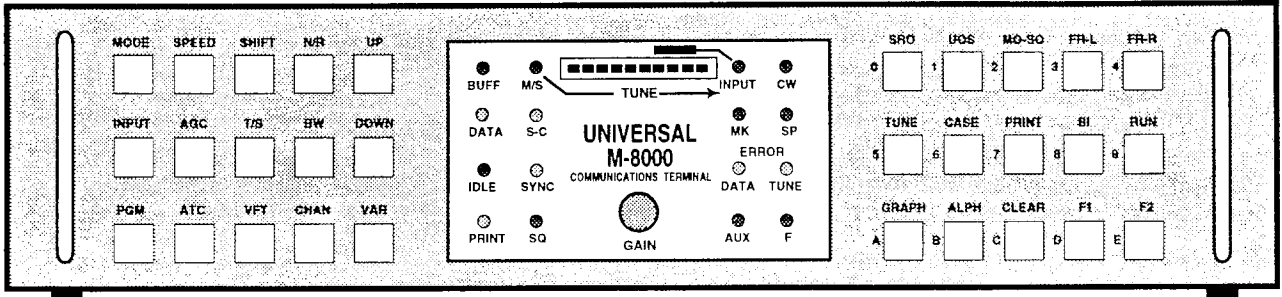 MODE SPEED SHIFT N/R UP
INPUT AGC T/S BW DOWN
PGM ATC VFT CHAN VAR
BUFF M/S TUNE INPUT CW
DATA S-C MK SP
UNIVERSAL
M-8000
COMMUNICATIONS TERMINAL
ERROR
IDLE SYNC DATA TUNE
PRINT SQ GAIN AUX F
SRO UOS MO-SO FR-L FR-R
0 1 2 3 4
TUNE CASE PRINT BI RUN
5 6 7 8 9
GRAPH ALPH CLEAR F1 F2
A B C D E